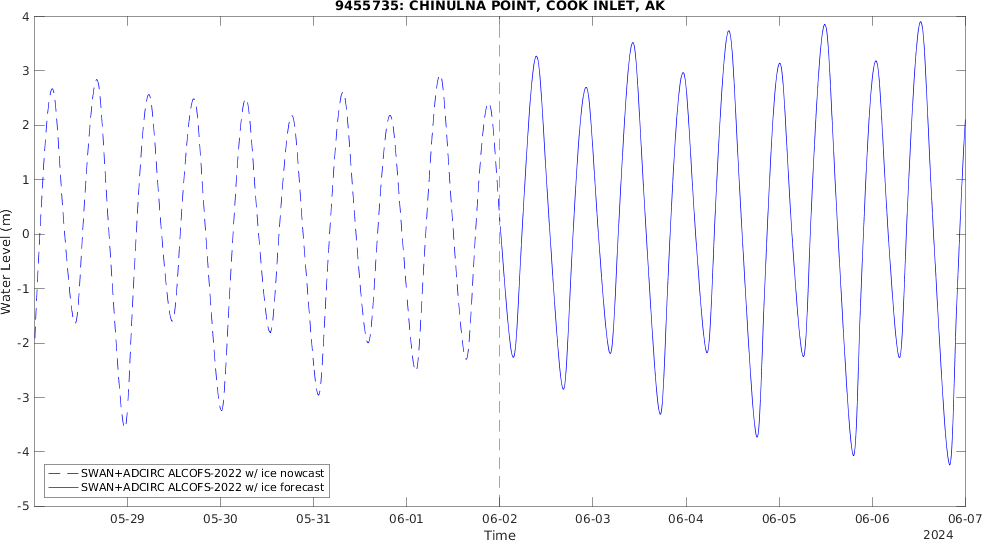 9455735: CHINULNA POINT, COOK INLET, AK
4
3
2
1
0
-1
-2
-3
-4
-5
Water Level (m)
SWAN+ADCIRC ALCOFS-2022 w/ ice nowcast
SWAN+ADCIRC ALCOFS-2022 w/ ice forecast
05-29 05-30 05-31 06-01 06-02 06-03 06-04 06-05 06-06 06-07
Time
2024